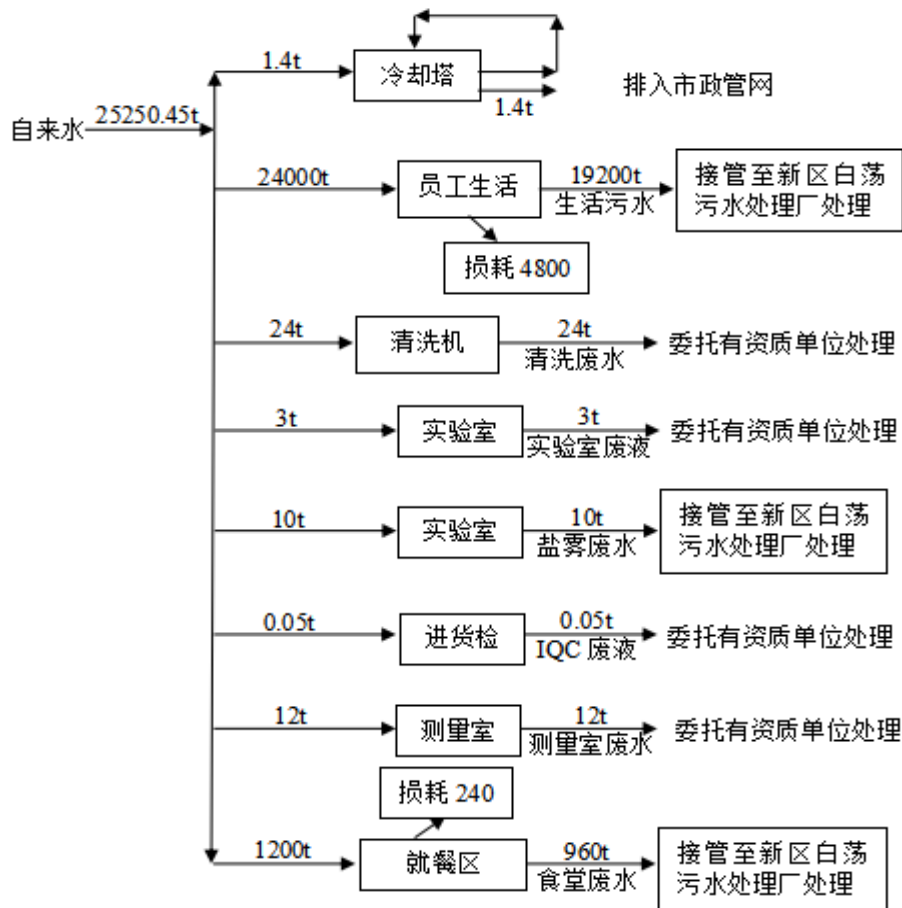 1.4t
冷却塔
1.4t
排入市政管网
自来水
25250.45t
24000t
员工生活
19200t
生活污水
接管至新区白荡
污水处理厂处理
损耗 4800
24t
清洗机
24t
清洗废水
委托有资质单位处理
3t
实验室
3t
实验室废液
委托有资质单位处理
10t
实验室
10t
盐雾废水
接管至新区白荡
污水处理厂处理
0.05t
进货检
0.05t
IQC 废液
委托有资质单位处理
12t
测量室
12t
测量室废水
委托有资质单位处理
损耗 240
1200t
就餐区
960t
食堂废水
接管至新区白荡
污水处理厂处理